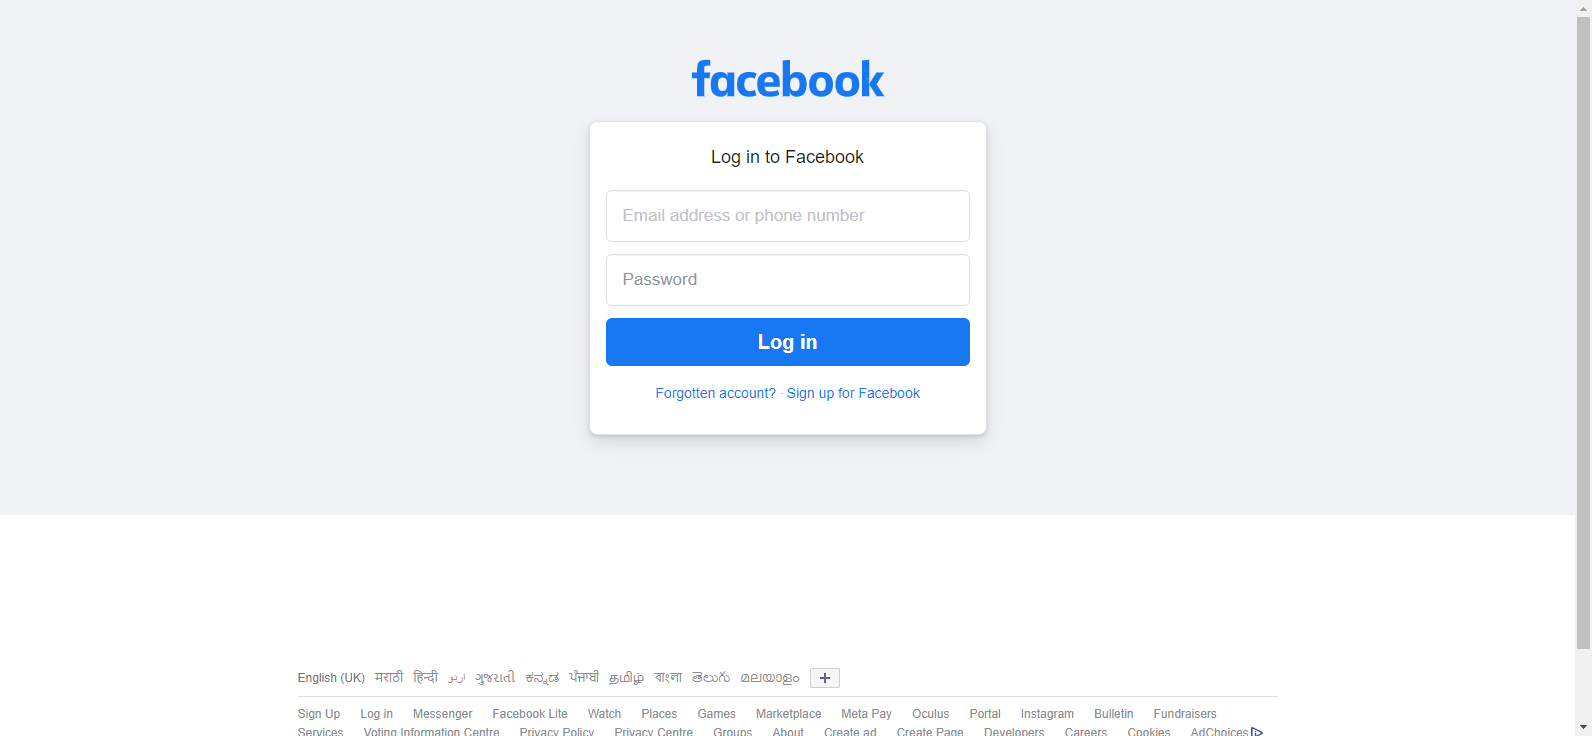 facebook
Log in to Facebook
Email address or phone number
Password
Log in
Forgotten account? · Sign up for Facebook
English (UK) मराठी हिन्दी اردو ગુજરાતી ಕನ್ನಡ ਪੰਜਾਬੀ தமிழ் বাংলা తెలుగు മലയാളം +
Sign Up Log in Messenger Facebook Lite Watch Places Games Marketplace Meta Pay Oculus Portal Instagram Bulletin Fundraisers
Services Voting Information Centre Privacy Policy Privacy Centre Groups About Create ad Create Page Developers Careers Cookies AdChoices